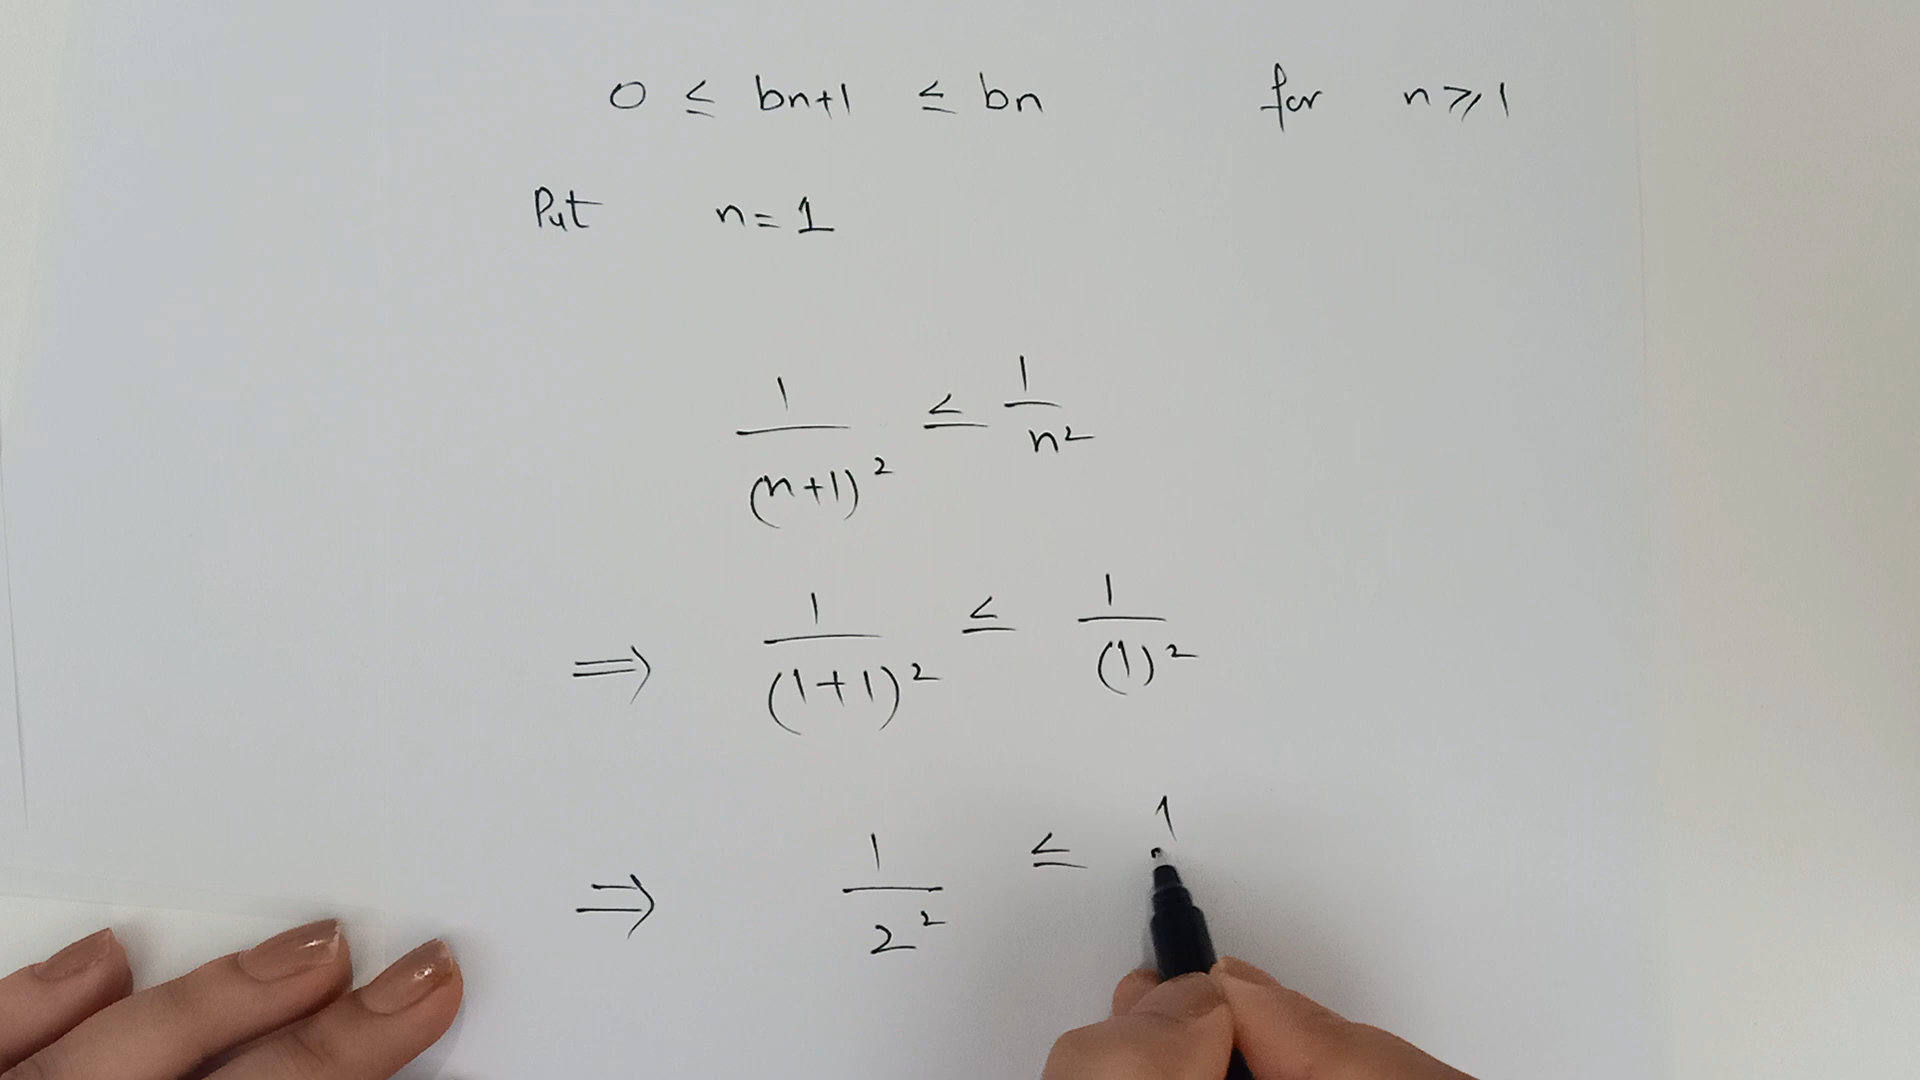 0 ≤ bn+1 ≤ bn for n ≥ 1
Put n = 1
1/(n+1)² ≤ 1/n²
⇒ 1/(1+1)² ≤ 1/(1)²
⇒ 1/2² ≤ 1